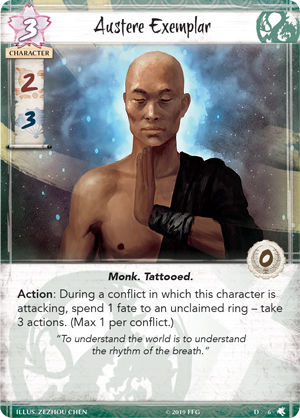 3
Austere Exemplar
CHARACTER
2
3
0
Monk. Tattooed.
Action: During a conflict in which this character is
attacking, spend 1 fate to an unclaimed ring – take
3 actions. (Max 1 per conflict.)
“To understand the world is to understand
the rhythm of the breath.”
ILLUS. ZEZHOU CHEN
© 2019 FFG
D 6